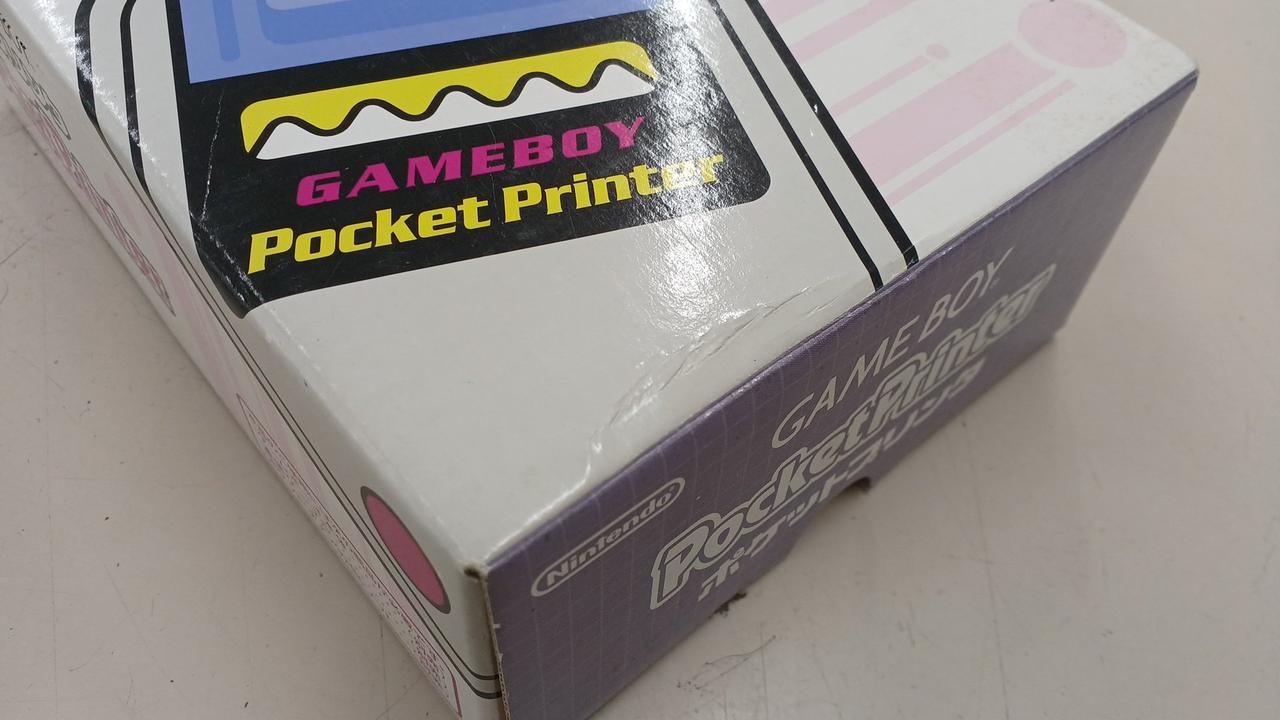 GAMEBOY
Pocket Printer
GAME BOY
Pocket Printer
ポケットプリンタ
Nintendo®